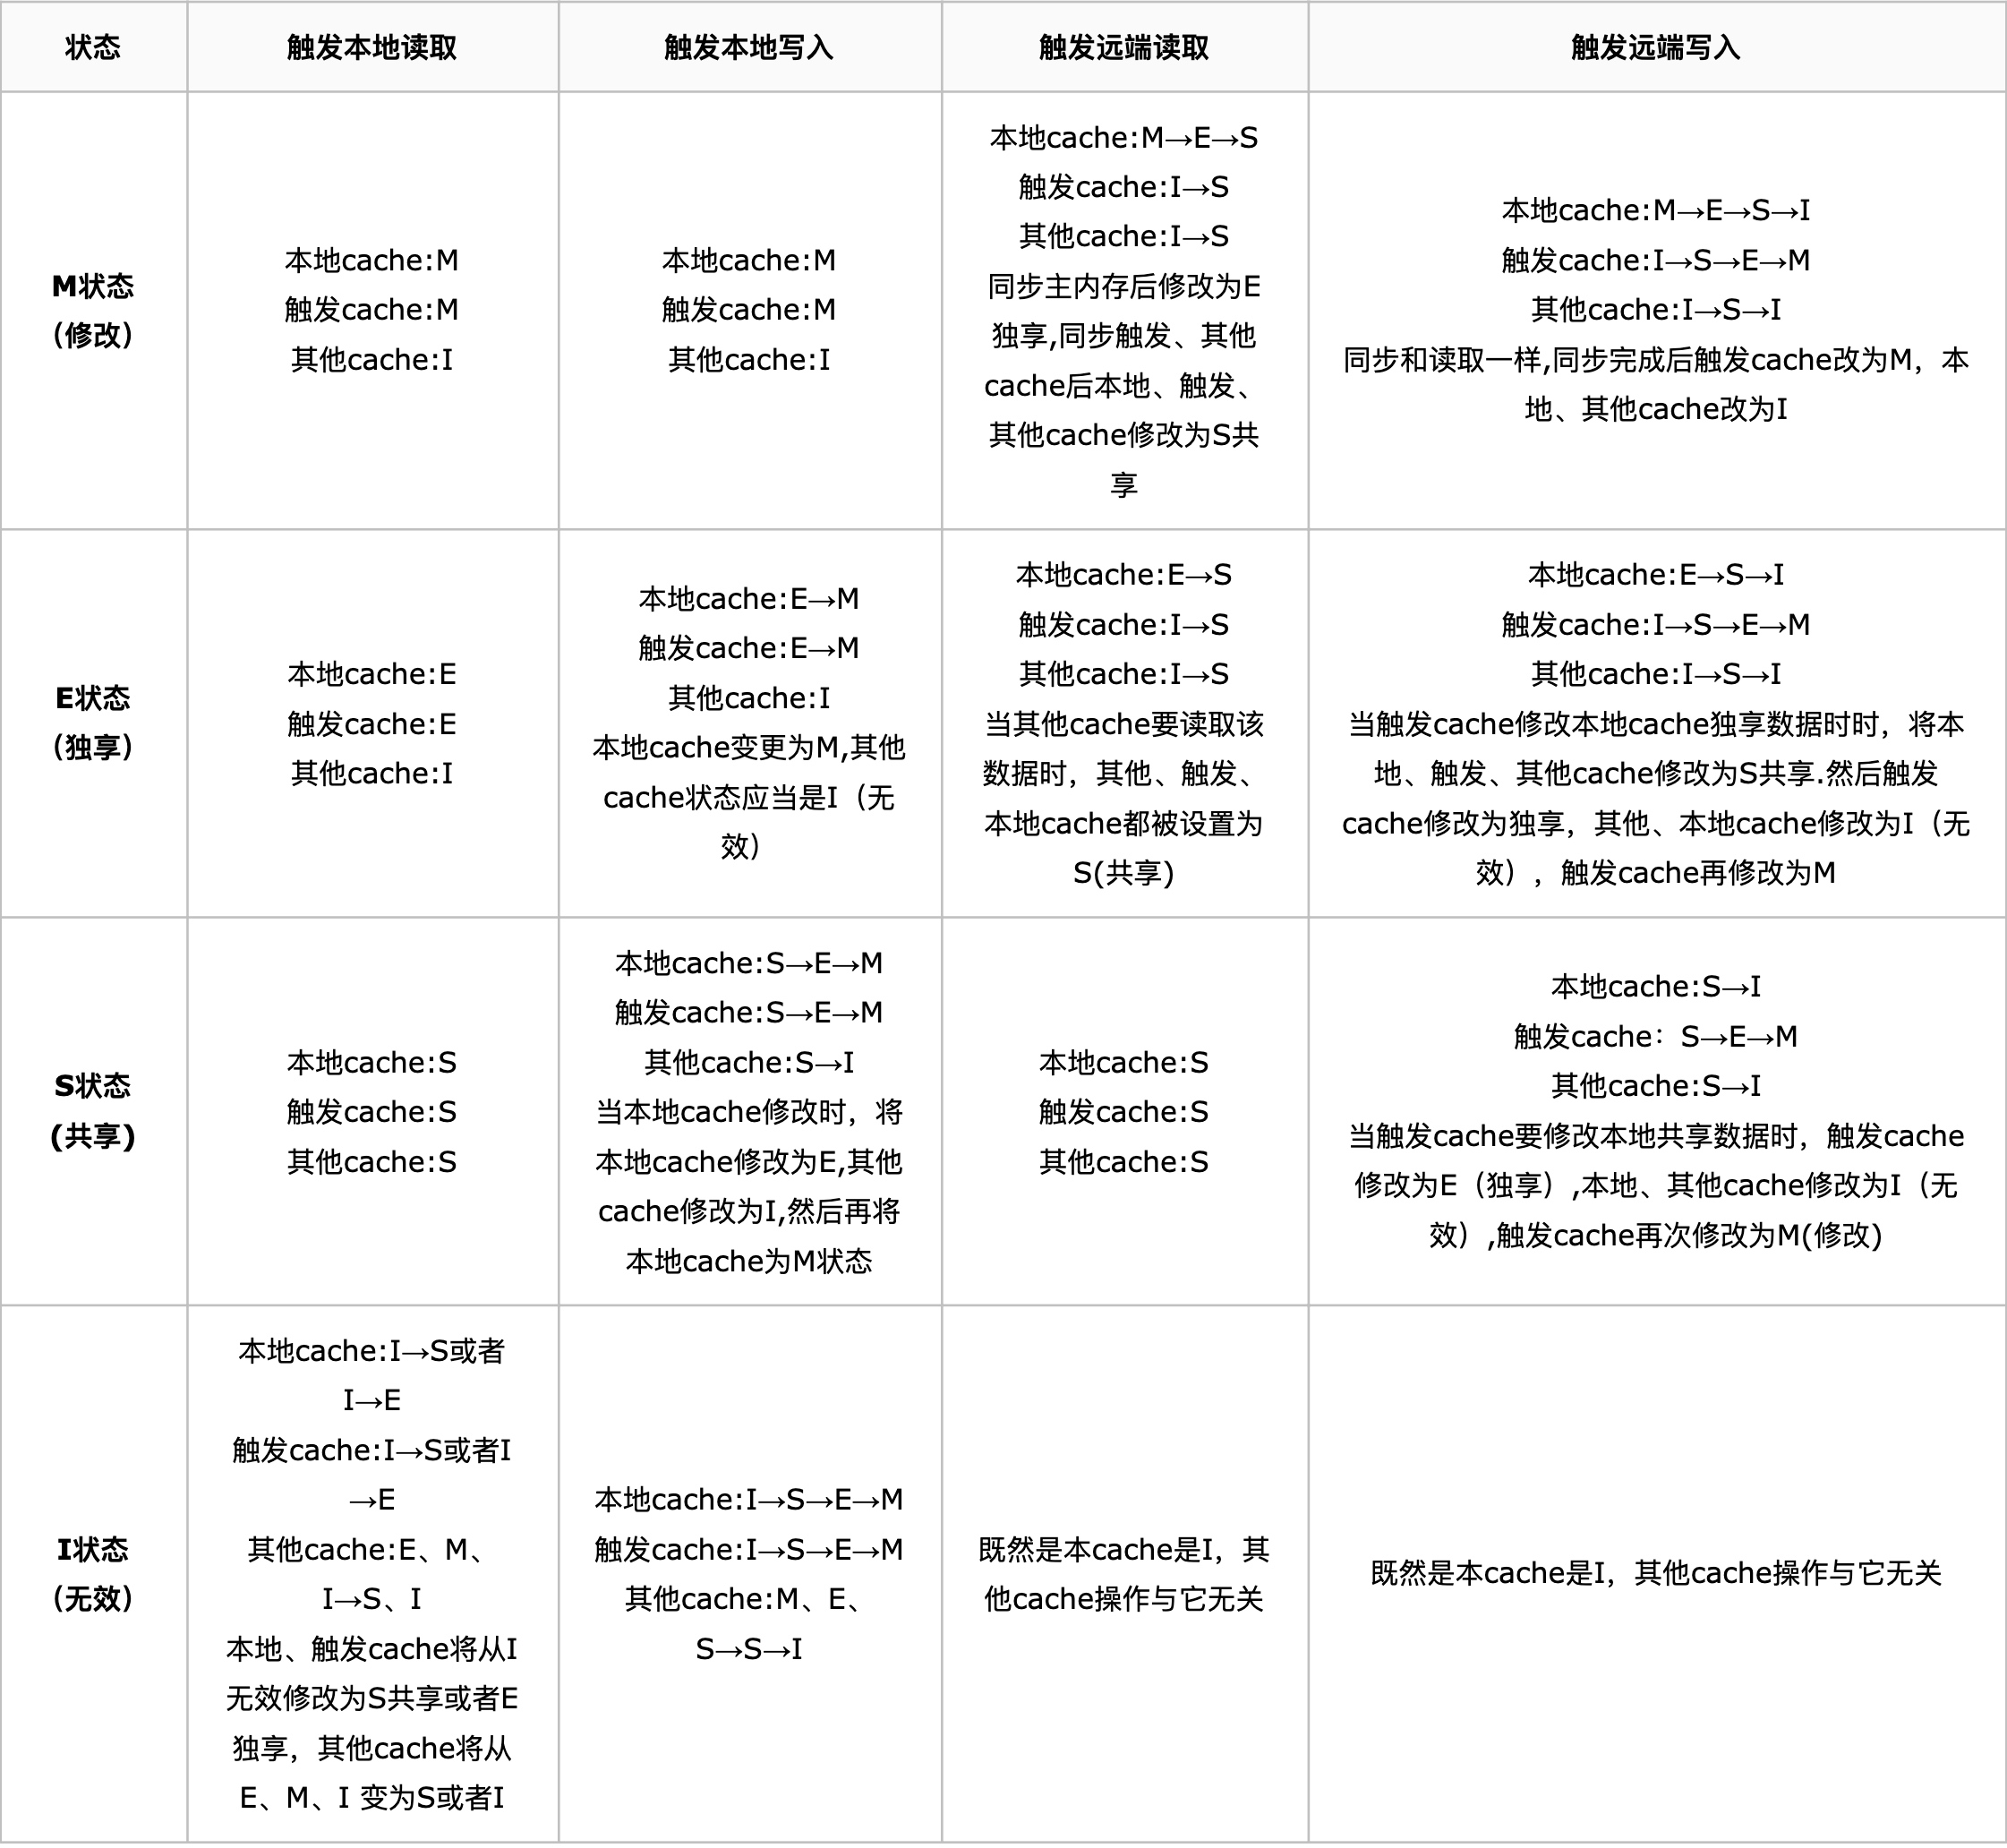 状态
触发本地读取
触发本地写入
触发远端读取
触发远端写入
M状态
（修改）
本地cache:M
触发cache:M
其他cache:I
本地cache:M
触发cache:M
其他cache:I
本地cache:M→E→S
触发cache:I→S
其他cache:I→S
同步主内存后修改为E
独享,同步触发、其他
cache后本地、触发、
其他cache修改为S共
享
本地cache:M→E→S→I
触发cache:I→S→E→M
其他cache:I→S→I
同步和读取一样,同步完成后触发cache改为M，本
地、其他cache改为I
E状态
（独享）
本地cache:E
触发cache:E
其他cache:I
本地cache:E→M
触发cache:E→M
其他cache:I
本地cache变更为M,其他
cache状态应当是I（无
效）
本地cache:E→S
触发cache:I→S
其他cache:I→S
当其他cache要读取该
数据时，其他、触发、
本地cache都被设置为
S(共享)
本地cache:E→S→I
触发cache:I→S→E→M
其他cache:I→S→I
当触发cache修改本地cache独享数据时时，将本
地、触发、其他cache修改为S共享.然后触发
cache修改为独享，其他、本地cache修改为I（无
效），触发cache再修改为M
S状态
(共享)
本地cache:S
触发cache:S
其他cache:S
本地cache:S→E→M
触发cache:S→E→M
其他cache:S→I
当本地cache修改时，将
本地cache修改为E,其他
cache修改为I,然后再将
本地cache为M状态
本地cache:S
触发cache:S
其他cache:S
本地cache:S→I
触发cache：S→E→M
其他cache:S→I
当触发cache要修改本地共享数据时，触发cache
修改为E（独享）,本地、其他cache修改为I（无
效）,触发cache再次修改为M(修改)
I状态
（无效）
本地cache:I→S或者
I→E
触发cache:I→S或者I
→E
其他cache:E、M、
I→S、I
本地、触发cache将从I
无效修改为S共享或者E
独享，其他cache将从
E、M、I 变为S或者I
本地cache:I→S→E→M
触发cache:I→S→E→M
其他cache:M、E、
S→S→I
既然是本cache是I，其
他cache操作与它无关
既然是本cache是I，其他cache操作与它无关